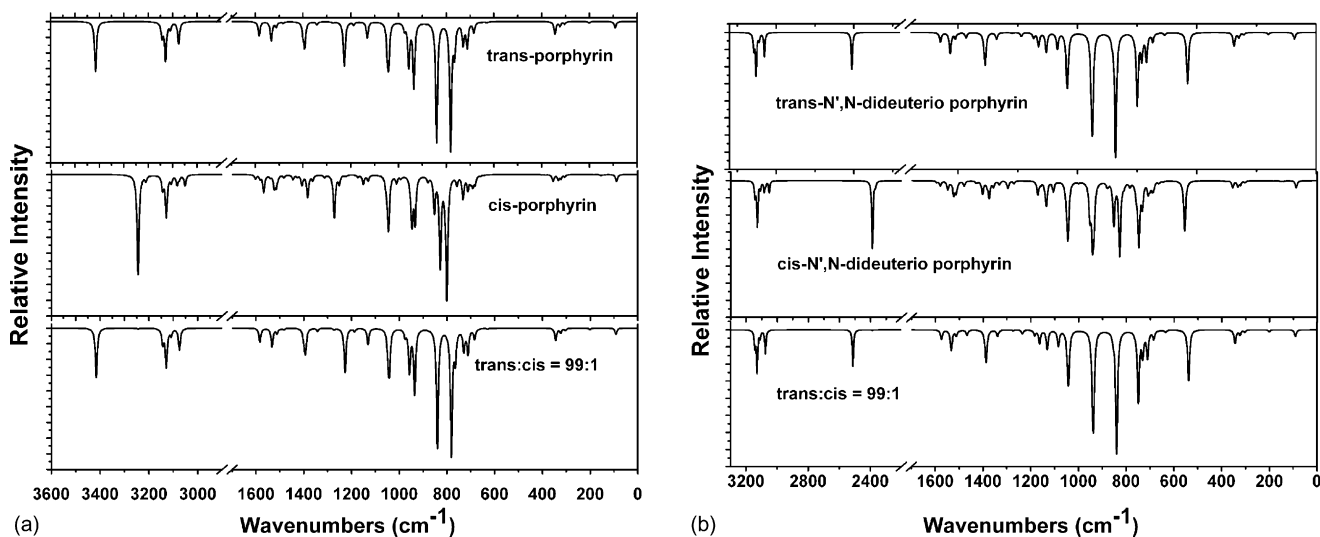 Relative Intensity
trans-porphyrin
cis-porphyrin
trans:cis = 99:1
3600 3400 3200 3000 1600 1400 1200 1000 800 600 400 200 0
Wavenumbers (cm-1)
(a)
Relative Intensity
trans-N',N-dideuterio porphyrin
cis-N',N-dideuterio porphyrin
trans:cis = 99:1
3200 2800 2400 1600 1400 1200 1000 800 600 400 200 0
Wavenumbers (cm-1)
(b)